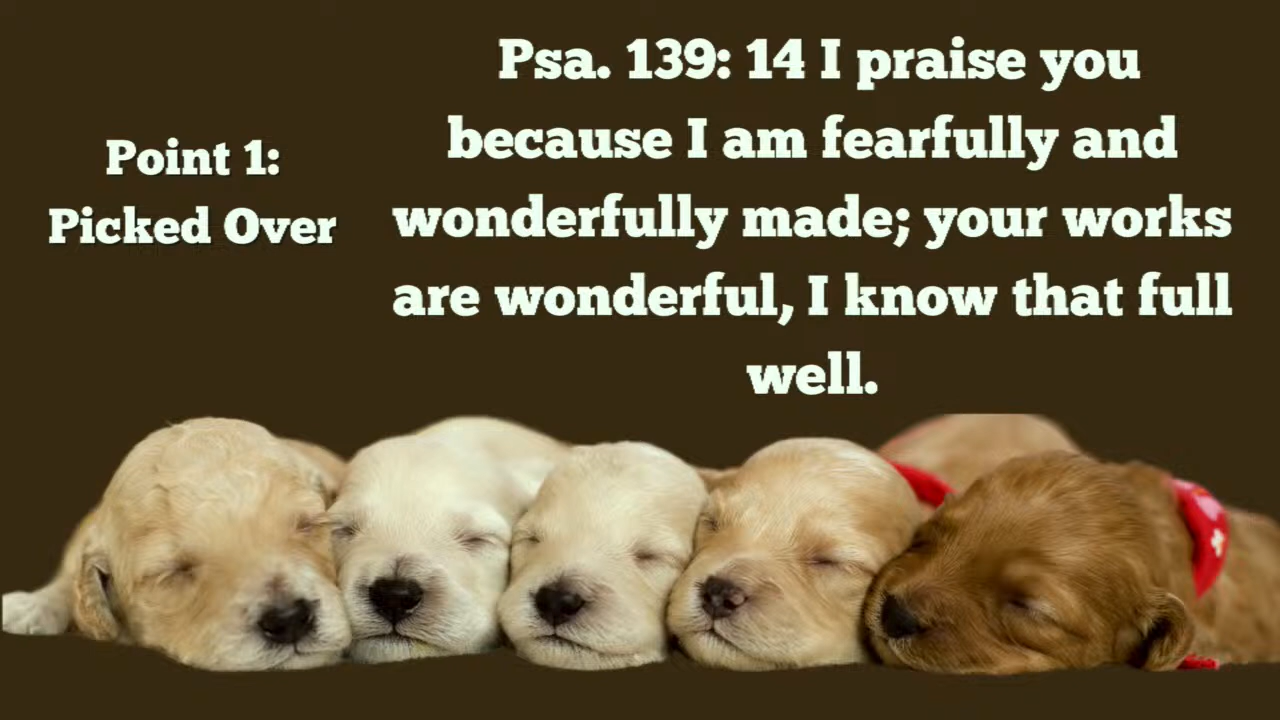 Point 1:
Picked Over
Psa. 139: 14 I praise you
because I am fearfully and
wonderfully made; your works
are wonderful, I know that full
well.